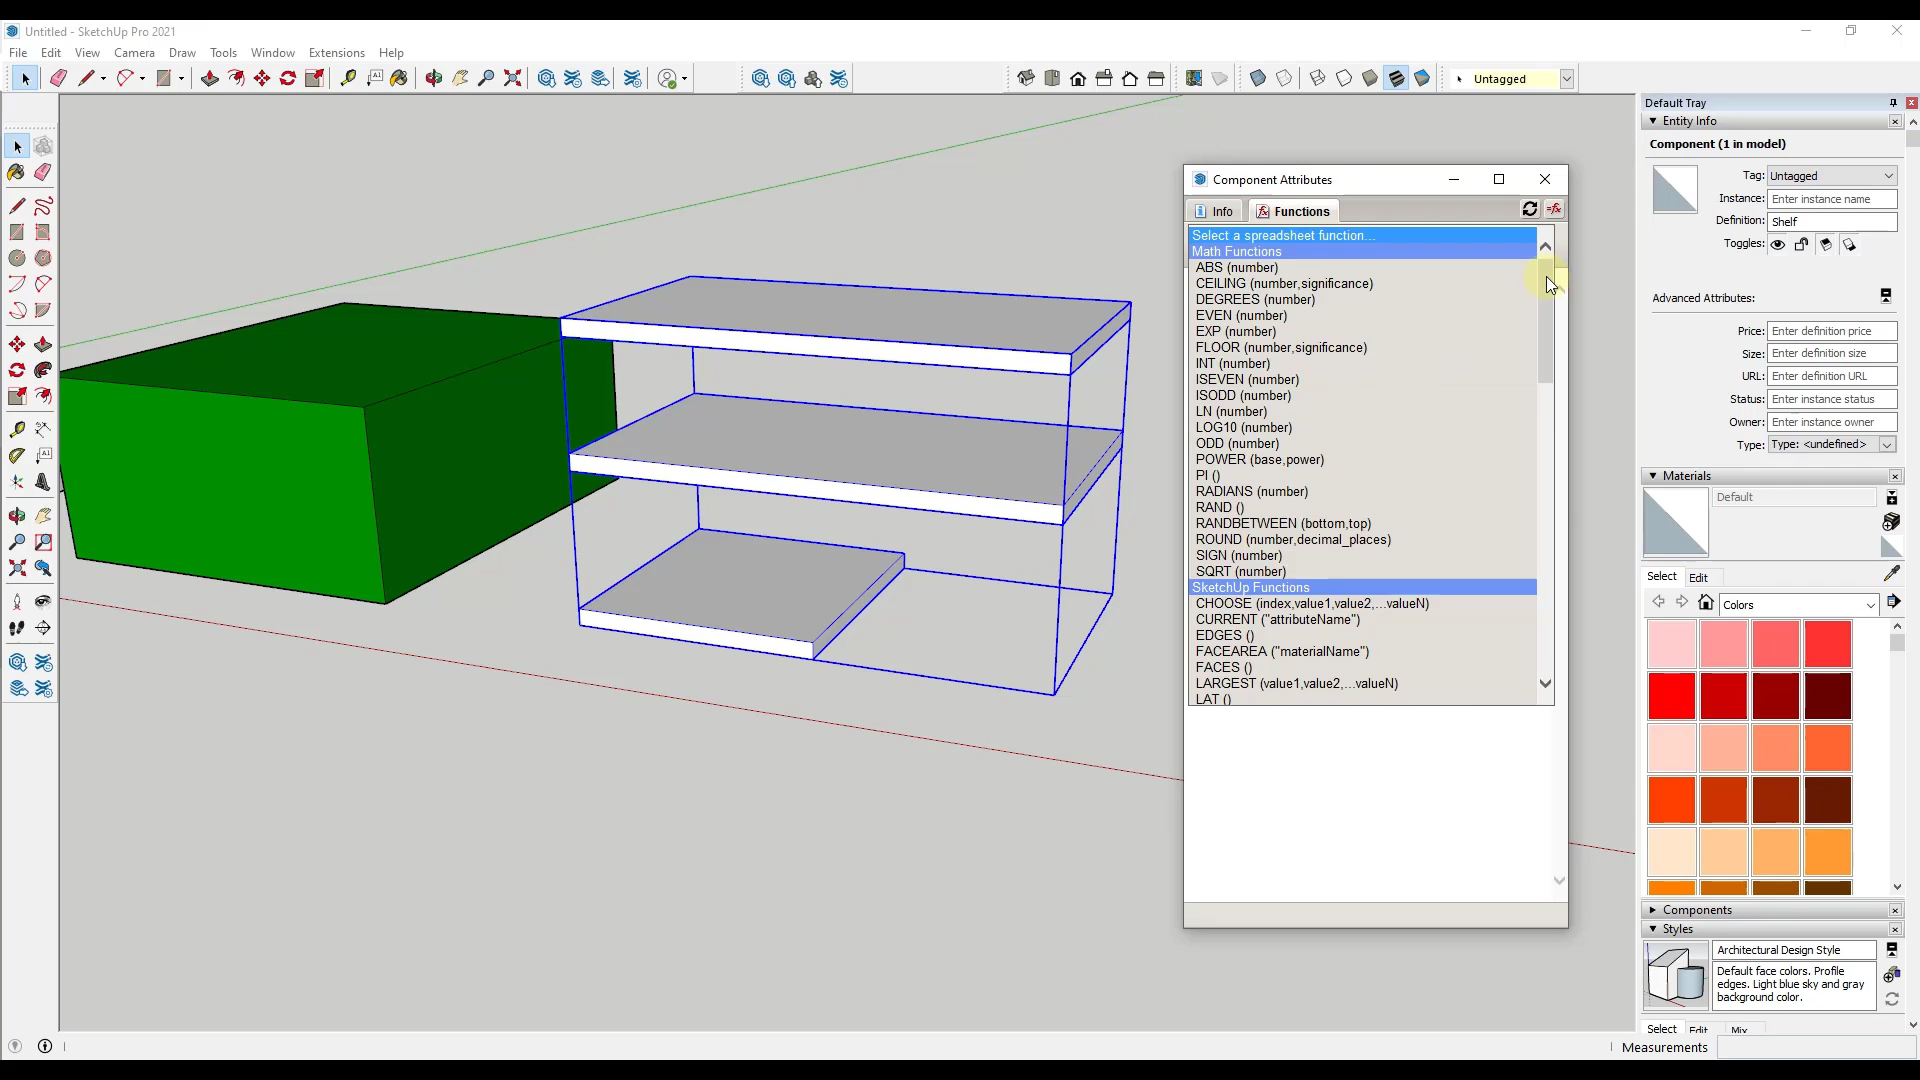 Untitled - SketchUp Pro 2021
File Edit View Camera Draw Tools Window Extensions Help
Untagged
Default Tray
Entity Info
Component (1 in model)
Tag: Untagged
Instance: Enter instance name
Definition: Shelf
Toggles:
Advanced Attributes:
Price: Enter definition price
Size: Enter definition size
URL: Enter definition URL
Status: Enter instance status
Owner: Enter instance owner
Type: Type: <undefined>
Materials
Default
Select Edit
Colors
Components
Styles
Architectural Design Style
Default face colors. Profile
edges. Light blue sky and gray
background color.
Select Edit Mix
Measurements
Component Attributes
Info Functions
Select a spreadsheet function...
Math Functions
ABS (number)
CEILING (number,significance)
DEGREES (number)
EVEN (number)
EXP (number)
FLOOR (number,significance)
INT (number)
ISEVEN (number)
ISODD (number)
LN (number)
LOG10 (number)
ODD (number)
POWER (base,power)
PI ()
RADIANS (number)
RAND ()
RANDBETWEEN (bottom,top)
ROUND (number,decimal_places)
SIGN (number)
SQRT (number)
SketchUp Functions
CHOOSE (index,value1,value2,...valueN)
CURRENT ("attributeName")
EDGES ()
FACEAREA ("materialName")
FACES ()
LARGEST (value1,value2,...valueN)
LAT ()